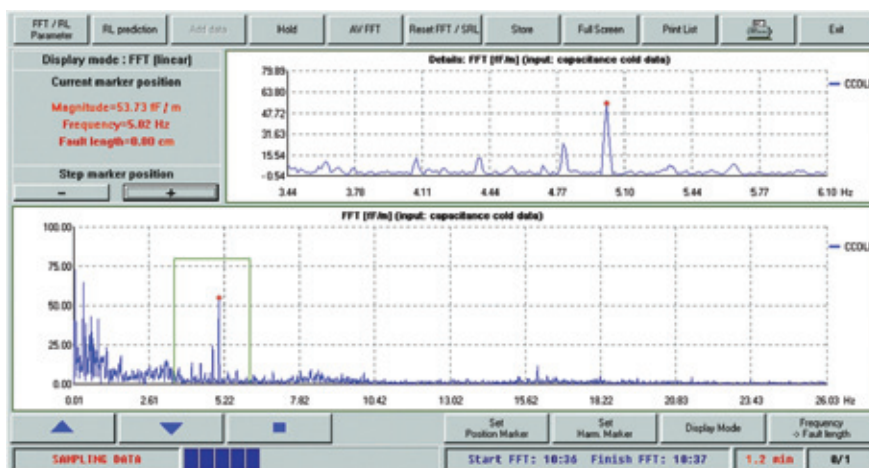 FFT / RL Parameter
RL prediction
Add data
Hold
AV FFT
Reset FFT / SRL
Store
Full Screen
Print List
Exit
Display mode : FFT [linear]
Current marker position
Magnitude=53.73 fF / m
Frequency=5.02 Hz
Fault length=0.00 cm
Step marker position
- +
Details: FFT [fF/m] (input: capacitance cold data)
79.89
63.80
47.72
31.63
15.54
-0.54
3.44 3.78 4.11 4.44 4.77 5.10 5.44 5.77 6.10 Hz
CCOL
FFT [fF/m] (input: capacitance cold data)
100.00
75.00
50.00
25.00
0.00
0.01 2.61 5.22 7.82 10.42 13.02 15.62 18.22 20.83 23.43 26.03 Hz
CCOL
Set Position Marker
Set Harm. Marker
Display Mode
Frequency -> Fault length
SAMPLING DATA
Start FFT: 10:36 Finish FFT: 10:37
1.2 min
0/1